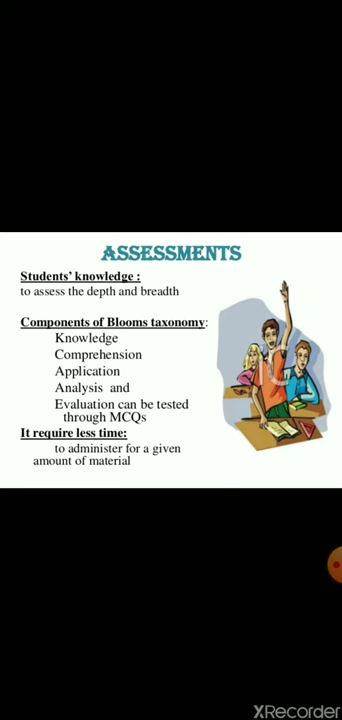 ASSESSMENTS
Students' knowledge :
to assess the depth and breadth
Components of Blooms taxonomy:
Knowledge
Comprehension
Application
Analysis and
Evaluation can be tested
through MCQs
It require less time:
to administer for a given
amount of material
XRecorder